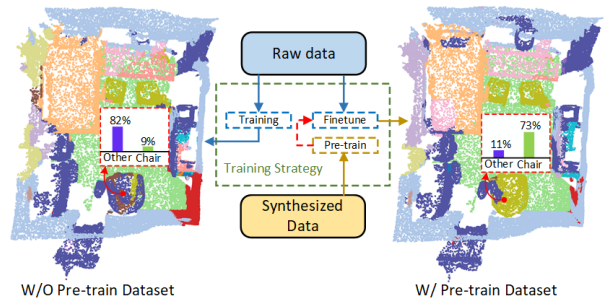 Raw data
82%
9%
Other Chair
Training
Finetune
Pre-train
Training Strategy
Synthesized
Data
73%
11%
Other Chair
W/O Pre-train Dataset
W/ Pre-train Dataset